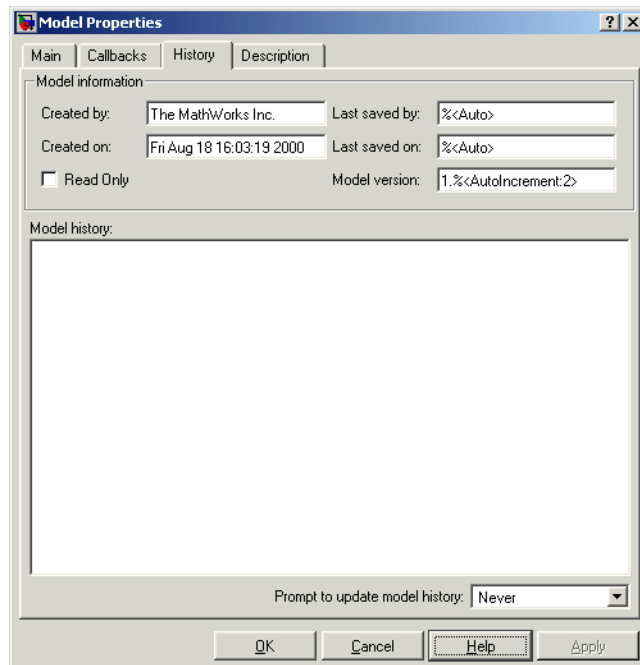 Model Properties
Main Callbacks History Description
Model information
Created by: The MathWorks Inc. Last saved by: %<Auto>
Created on: Fri Aug 18 16:03:19 2000 Last saved on: %<Auto>
Read Only Model version: 1.%<AutoIncrement:2>
Model history:
Prompt to update model history: Never
OK Cancel Help Apply